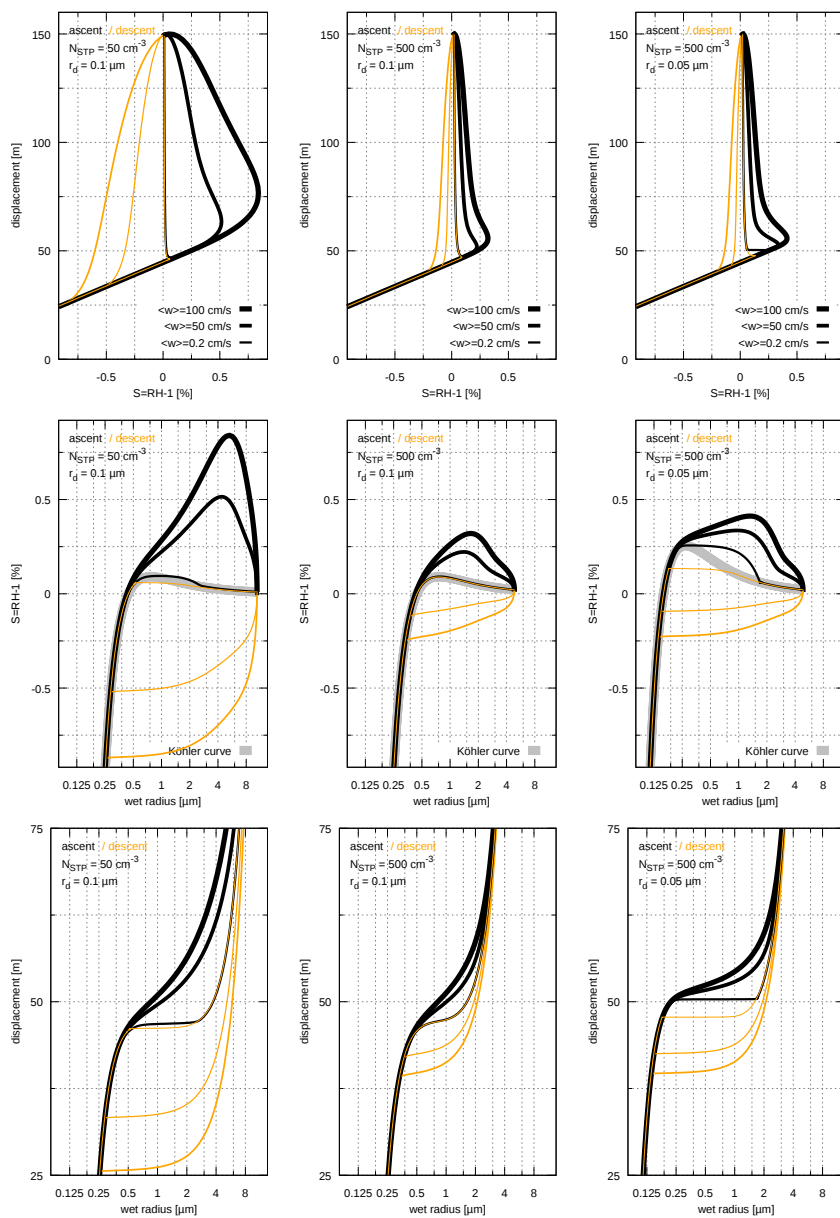 ascent / descent
N_STP = 50 cm^-3
r_d = 0.1 µm
<w>=100 cm/s
<w>=50 cm/s
<w>=0.2 cm/s
displacement [m]
150
100
50
0
-0.5
0
0.5
S=RH-1 [%]
ascent / descent
N_STP = 500 cm^-3
r_d = 0.1 µm
<w>=100 cm/s
<w>=50 cm/s
<w>=0.2 cm/s
displacement [m]
150
100
50
0
-0.5
0
0.5
S=RH-1 [%]
ascent / descent
N_STP = 500 cm^-3
r_d = 0.05 µm
<w>=100 cm/s
<w>=50 cm/s
<w>=0.2 cm/s
displacement [m]
150
100
50
0
-0.5
0
0.5
S=RH-1 [%]
ascent / descent
N_STP = 50 cm^-3
r_d = 0.1 µm
Köhler curve
S=RH-1 [%]
0.5
0
-0.5
0.125 0.25 0.5 1 2 4 8
wet radius [µm]
ascent / descent
N_STP = 500 cm^-3
r_d = 0.1 µm
Köhler curve
S=RH-1 [%]
0.5
0
-0.5
0.125 0.25 0.5 1 2 4 8
wet radius [µm]
ascent / descent
N_STP = 500 cm^-3
r_d = 0.05 µm
Köhler curve
S=RH-1 [%]
0.5
0
-0.5
0.125 0.25 0.5 1 2 4 8
wet radius [µm]
ascent / descent
N_STP = 50 cm^-3
r_d = 0.1 µm
displacement [m]
75
50
25
0.125 0.25 0.5 1 2 4 8
wet radius [µm]
ascent / descent
N_STP = 500 cm^-3
r_d = 0.1 µm
displacement [m]
75
50
25
0.125 0.25 0.5 1 2 4 8
wet radius [µm]
ascent / descent
N_STP = 500 cm^-3
r_d = 0.05 µm
displacement [m]
75
50
25
0.125 0.25 0.5 1 2 4 8
wet radius [µm]